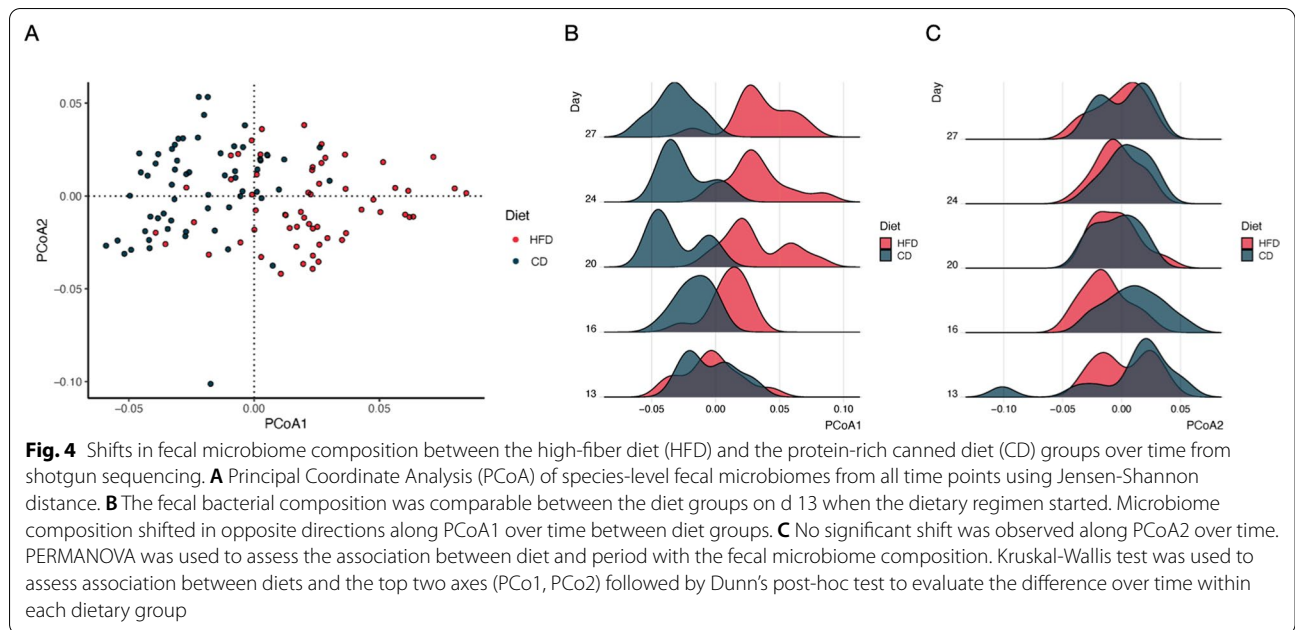 A
B
C
0.05
0.00
−0.05
−0.10
PCoA2
−0.05
0.00
0.05
PCoA1
Diet
HFD
CD
Day
27
24
20
16
13
−0.05
0.00
0.05
0.10
PCoA1
Diet
HFD
CD
Day
27
24
20
16
13
−0.10
−0.05
0.00
0.05
PCoA2
Diet
HFD
CD
Fig. 4 Shifts in fecal microbiome composition between the high-fiber diet (HFD) and the protein-rich canned diet (CD) groups over time from
shotgun sequencing. A Principal Coordinate Analysis (PCoA) of species-level fecal microbiomes from all time points using Jensen-Shannon
distance. B The fecal bacterial composition was comparable between the diet groups on d 13 when the dietary regimen started. Microbiome
composition shifted in opposite directions along PCoA1 over time between diet groups. C No significant shift was observed along PCoA2 over time.
PERMANOVA was used to assess the association between diet and period with the fecal microbiome composition. Kruskal-Wallis test was used to
assess association between diets and the top two axes (PCo1, PCo2) followed by Dunn's post-hoc test to evaluate the difference over time within
each dietary group